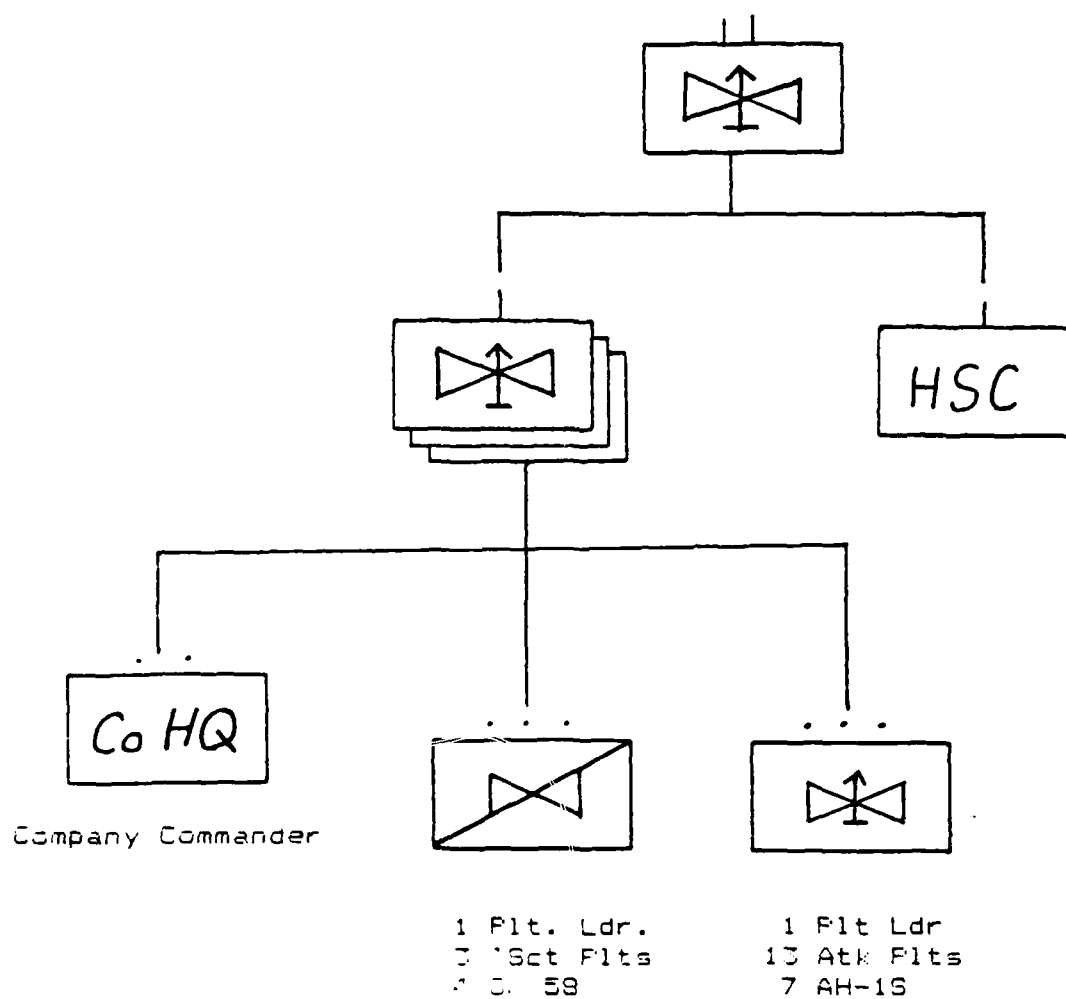 HSC
Co HQ
Company Commander
1 Plt. Ldr.
Sct Plts
58
1 Plt Ldr
13 Atk Plts
7 AH-1S